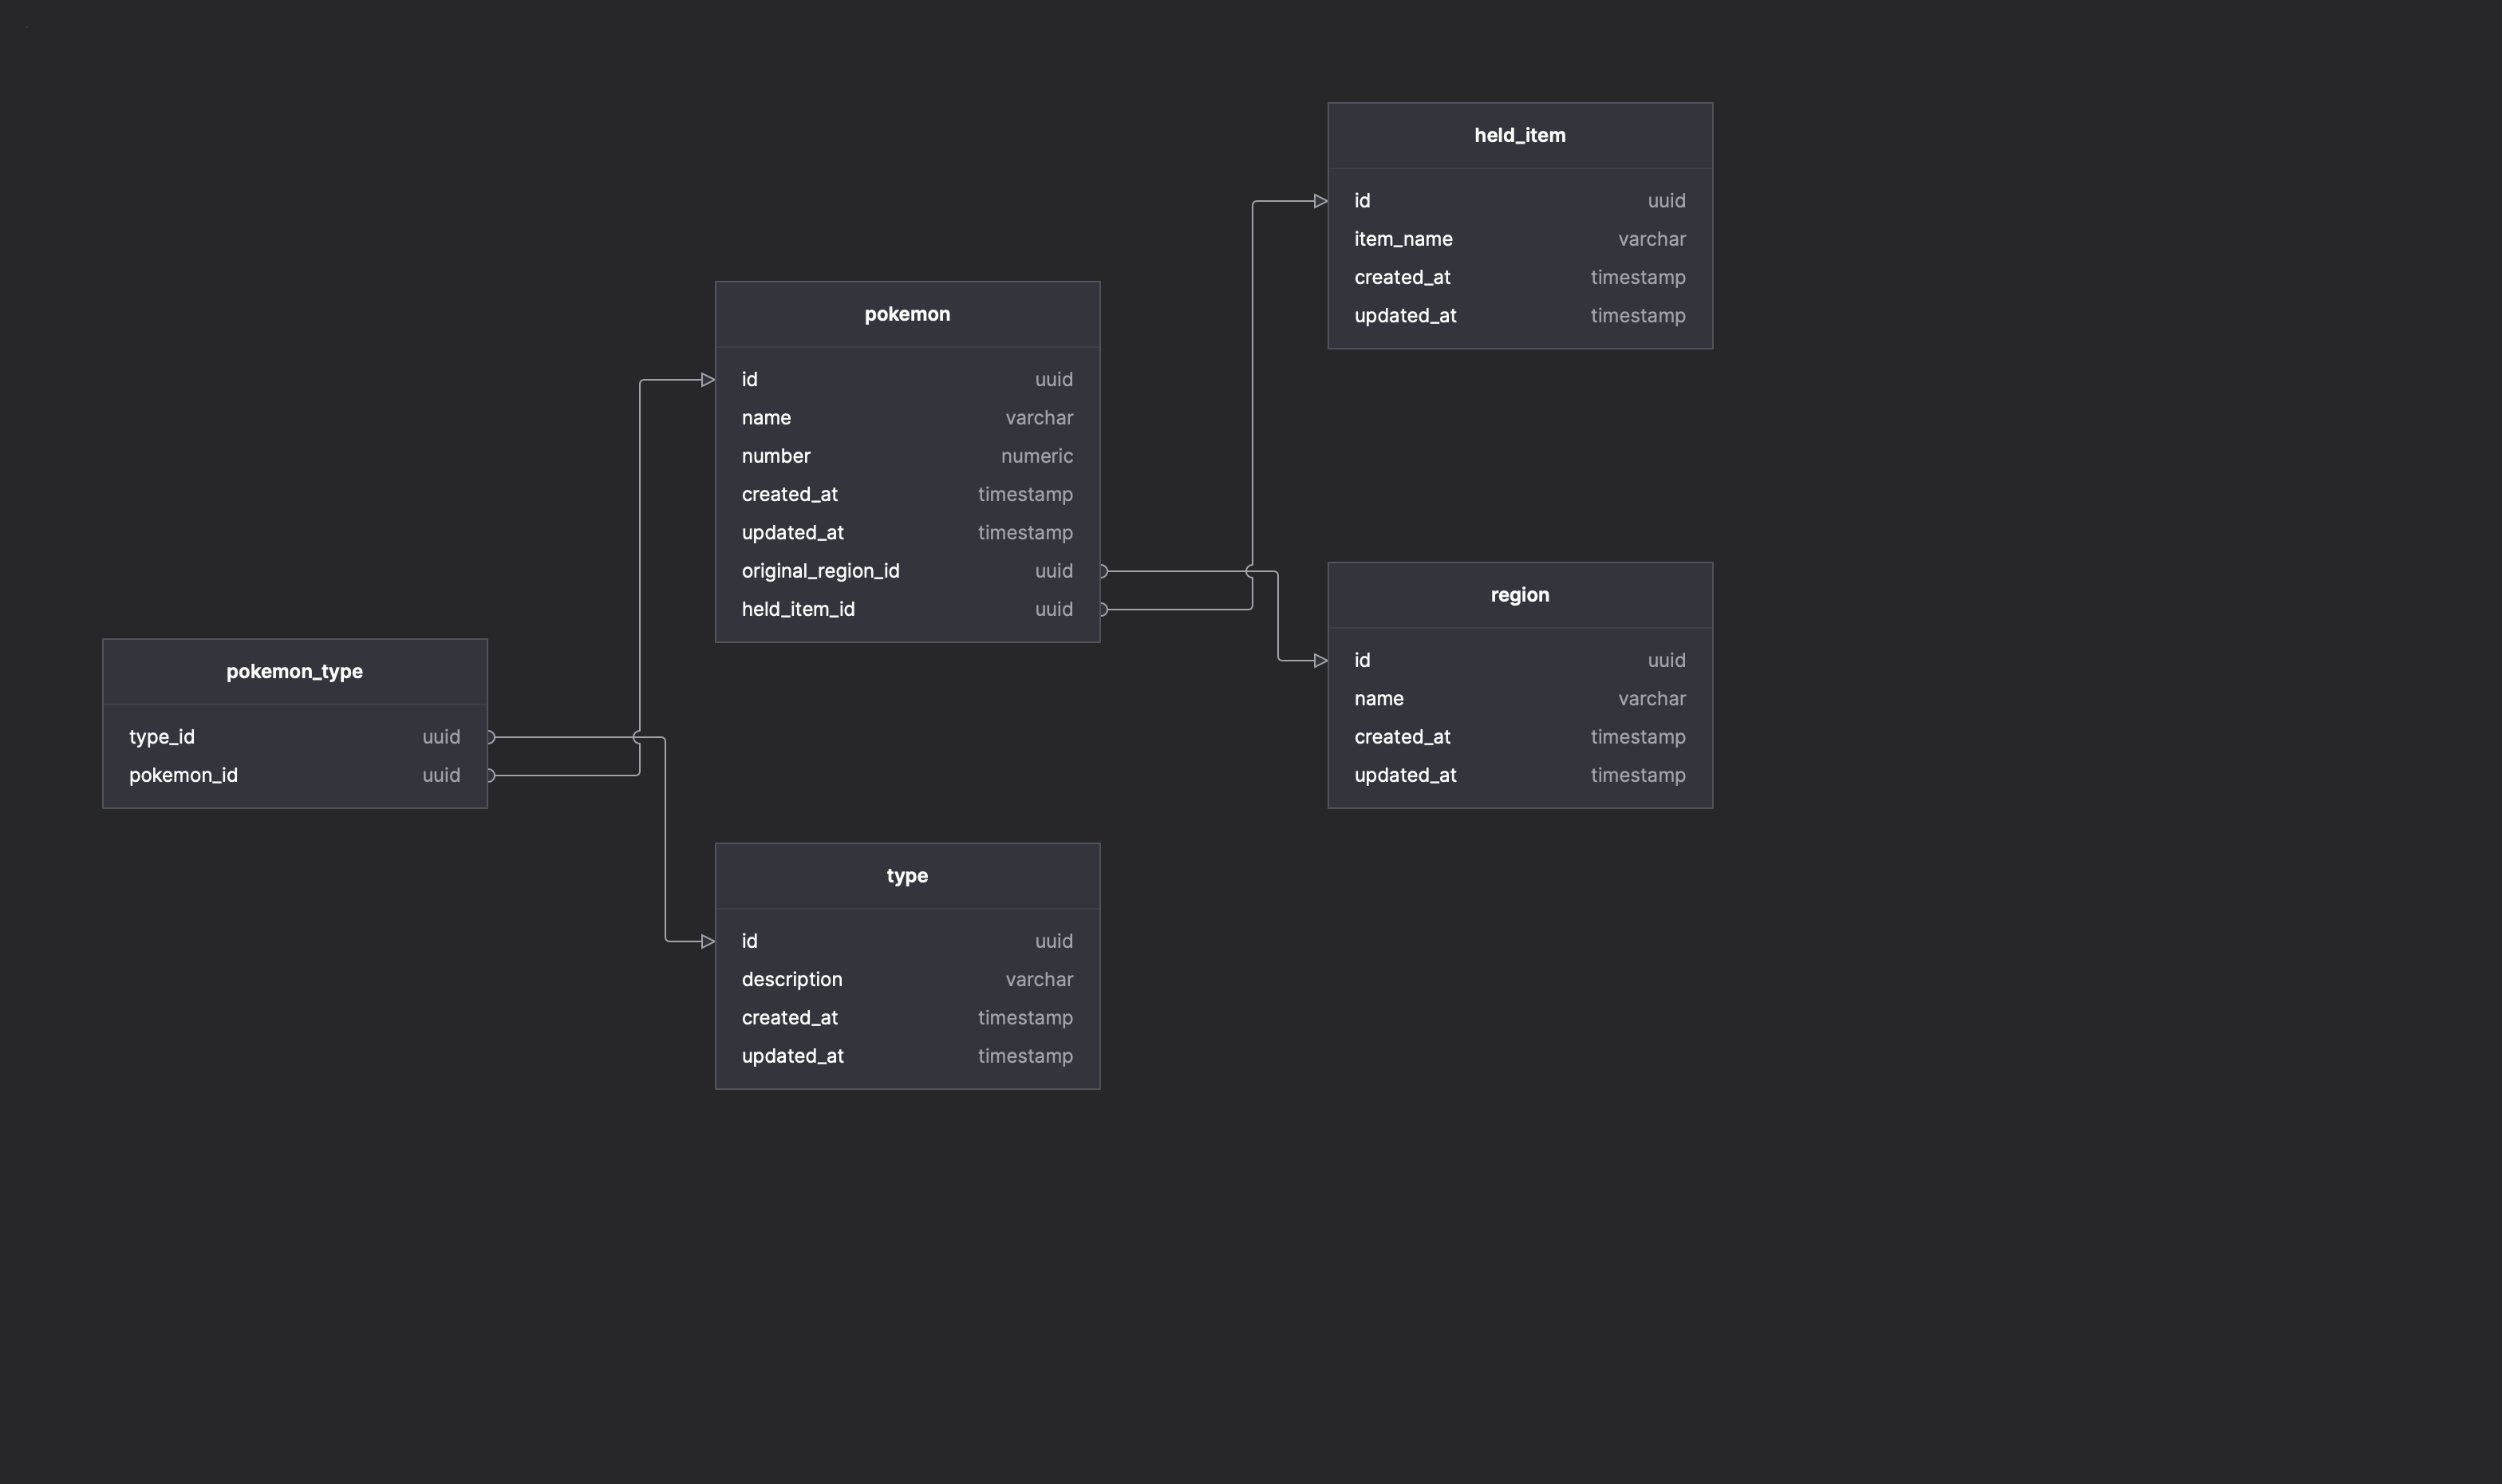 held_item
id uuid
item_name varchar
created_at timestamp
updated_at timestamp
pokemon
id uuid
name varchar
number numeric
created_at timestamp
updated_at timestamp
original_region_id uuid
held_item_id uuid
region
id uuid
name varchar
created_at timestamp
updated_at timestamp
pokemon_type
type_id uuid
pokemon_id uuid
type
id uuid
description varchar
created_at timestamp
updated_at timestamp